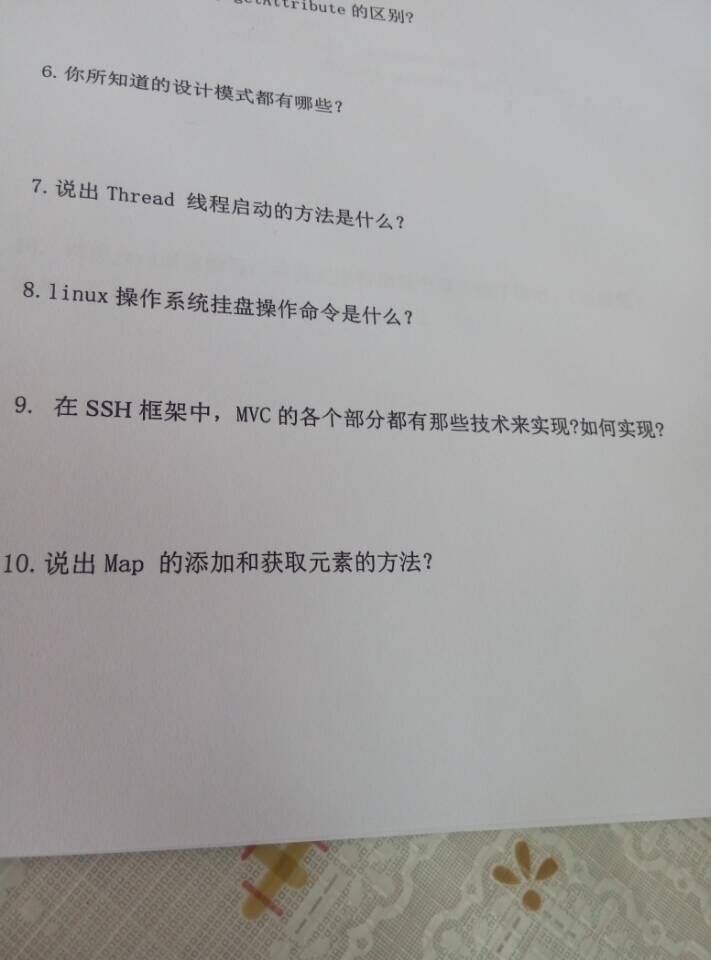 getAttribute 的区别?
6. 你所知道的设计模式都有哪些?
7. 说出 Thread 线程启动的方法是什么?
8. linux 操作系统挂盘操作命令是什么?
9. 在 SSH 框架中，MVC 的各个部分都有那些技术来实现?如何实现?
10. 说出 Map 的添加和获取元素的方法?